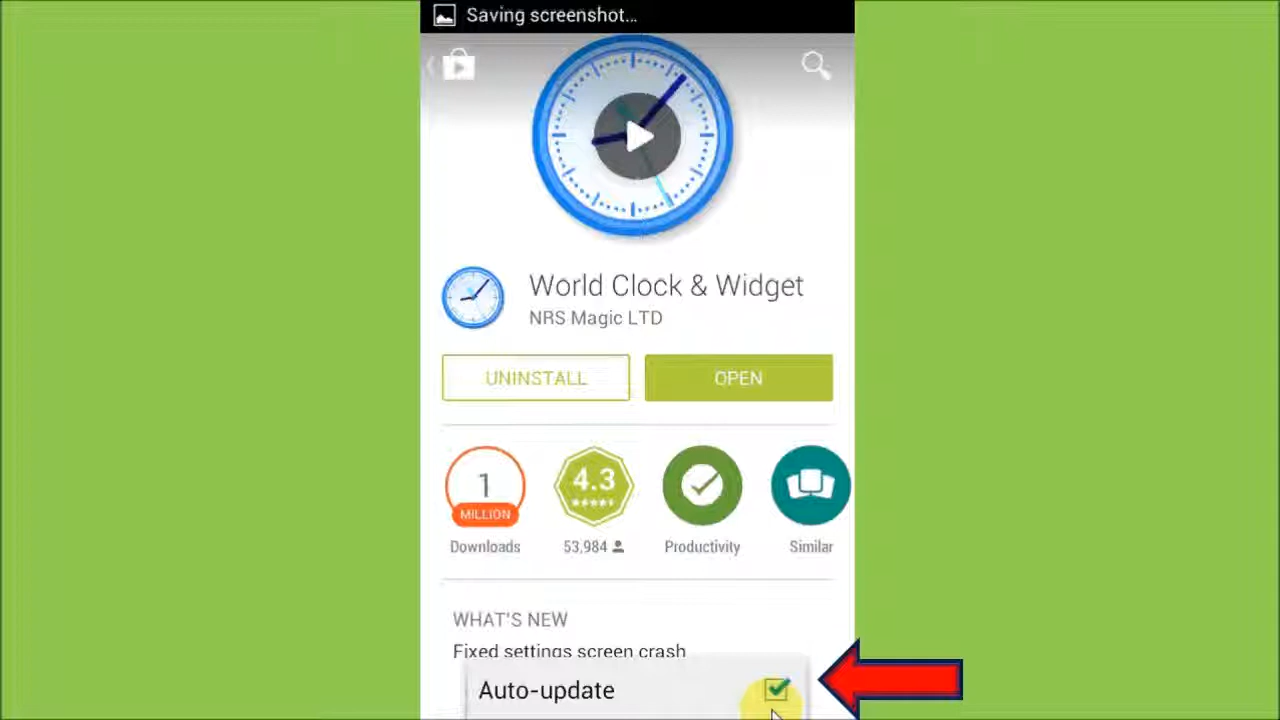 Saving screenshot...
World Clock & Widget
NRS Magic LTD
UNINSTALL
OPEN
1
MILLION
4.3
Downloads
53,984
Productivity
Similar
WHAT'S NEW
Fixed settings screen crash
Auto-update